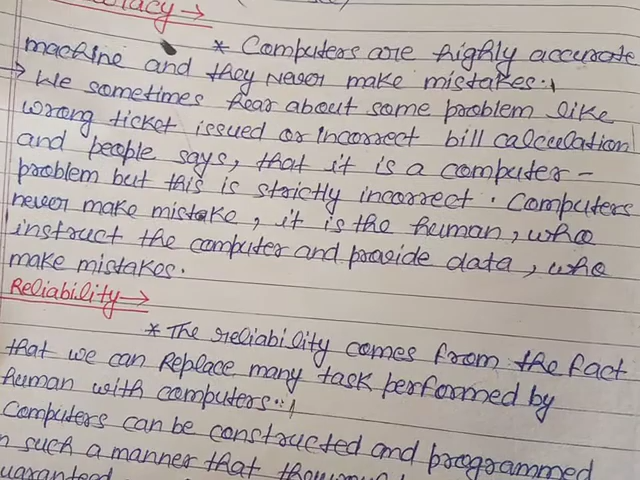 * Computers are highly accurate
machine and they never make mistakes.
→ We sometimes hear about some problem like
wrong ticket issued or incorrect bill calculation
and people says, that it is a computer -
problem but this is strictly incorrect. Computers
never make mistake, it is the human, who
instruct the computer and provide data, who
make mistakes.
Reliability →
* The reliability comes from the fact
that we can Replace many task performed by
human with computers.
Computers can be constructed and programmed
such a manner that